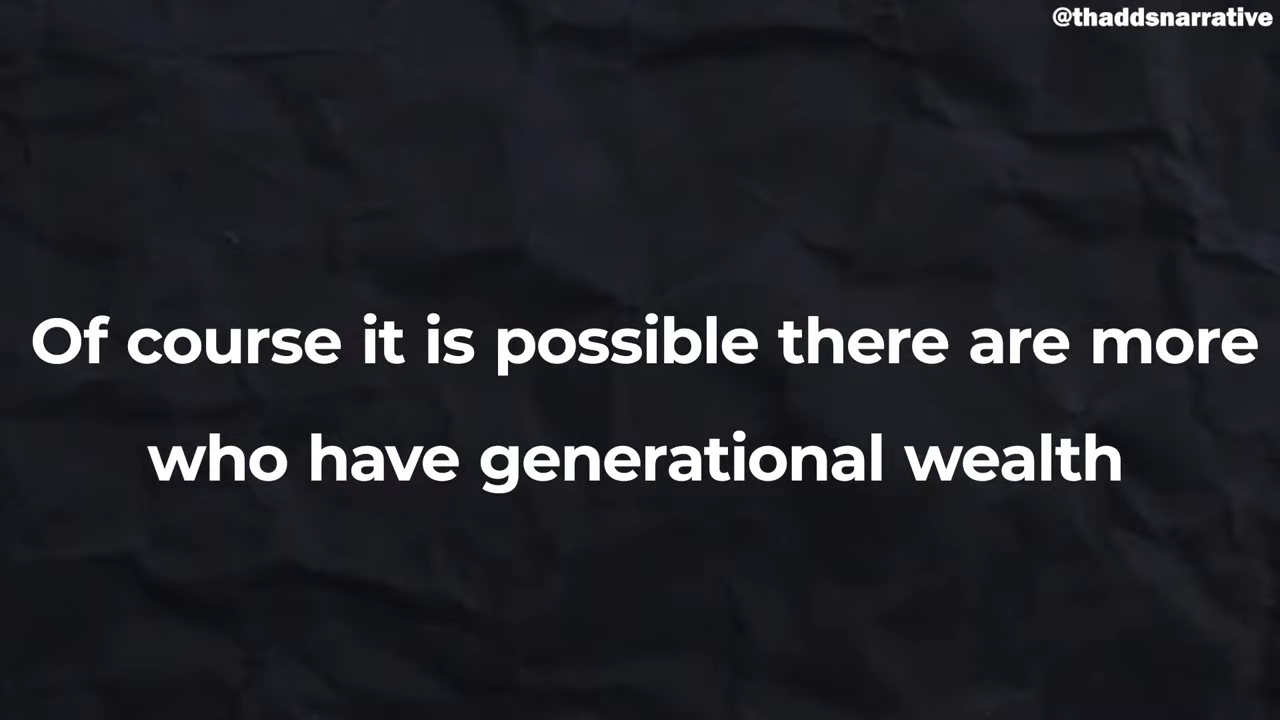 @thaddsnarrative
Of course it is possible there are more
who have generational wealth